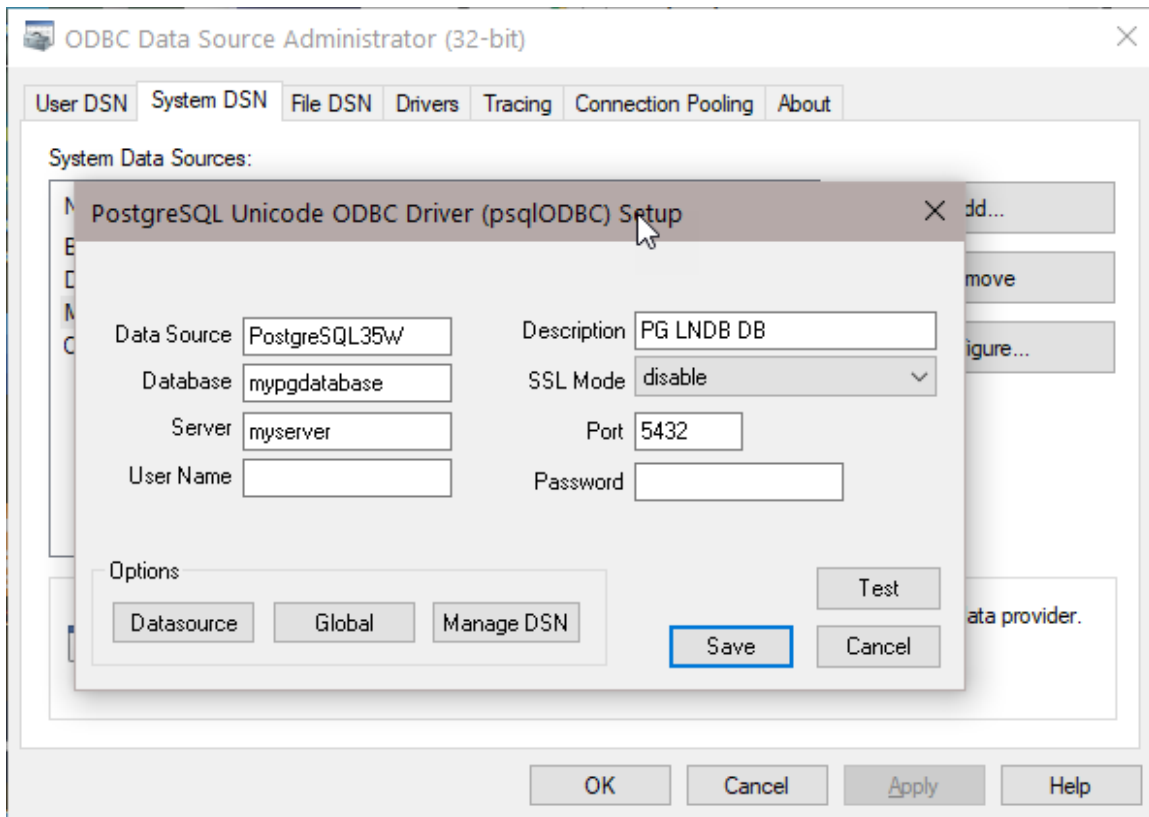 ODBC Data Source Administrator (32-bit)
User DSN System DSN File DSN Drivers Tracing Connection Pooling About
System Data Sources:
PostgreSQL Unicode ODBC Driver (psqlODBC) Setup
Data Source PostgreSQL35W Description PG LNDB DB
Database mypgdatabase SSL Mode disable
Server myserver Port 5432
User Name Password
Options
Datasource Global Manage DSN
Test
Save Cancel
ata provider.
OK Cancel Apply Help